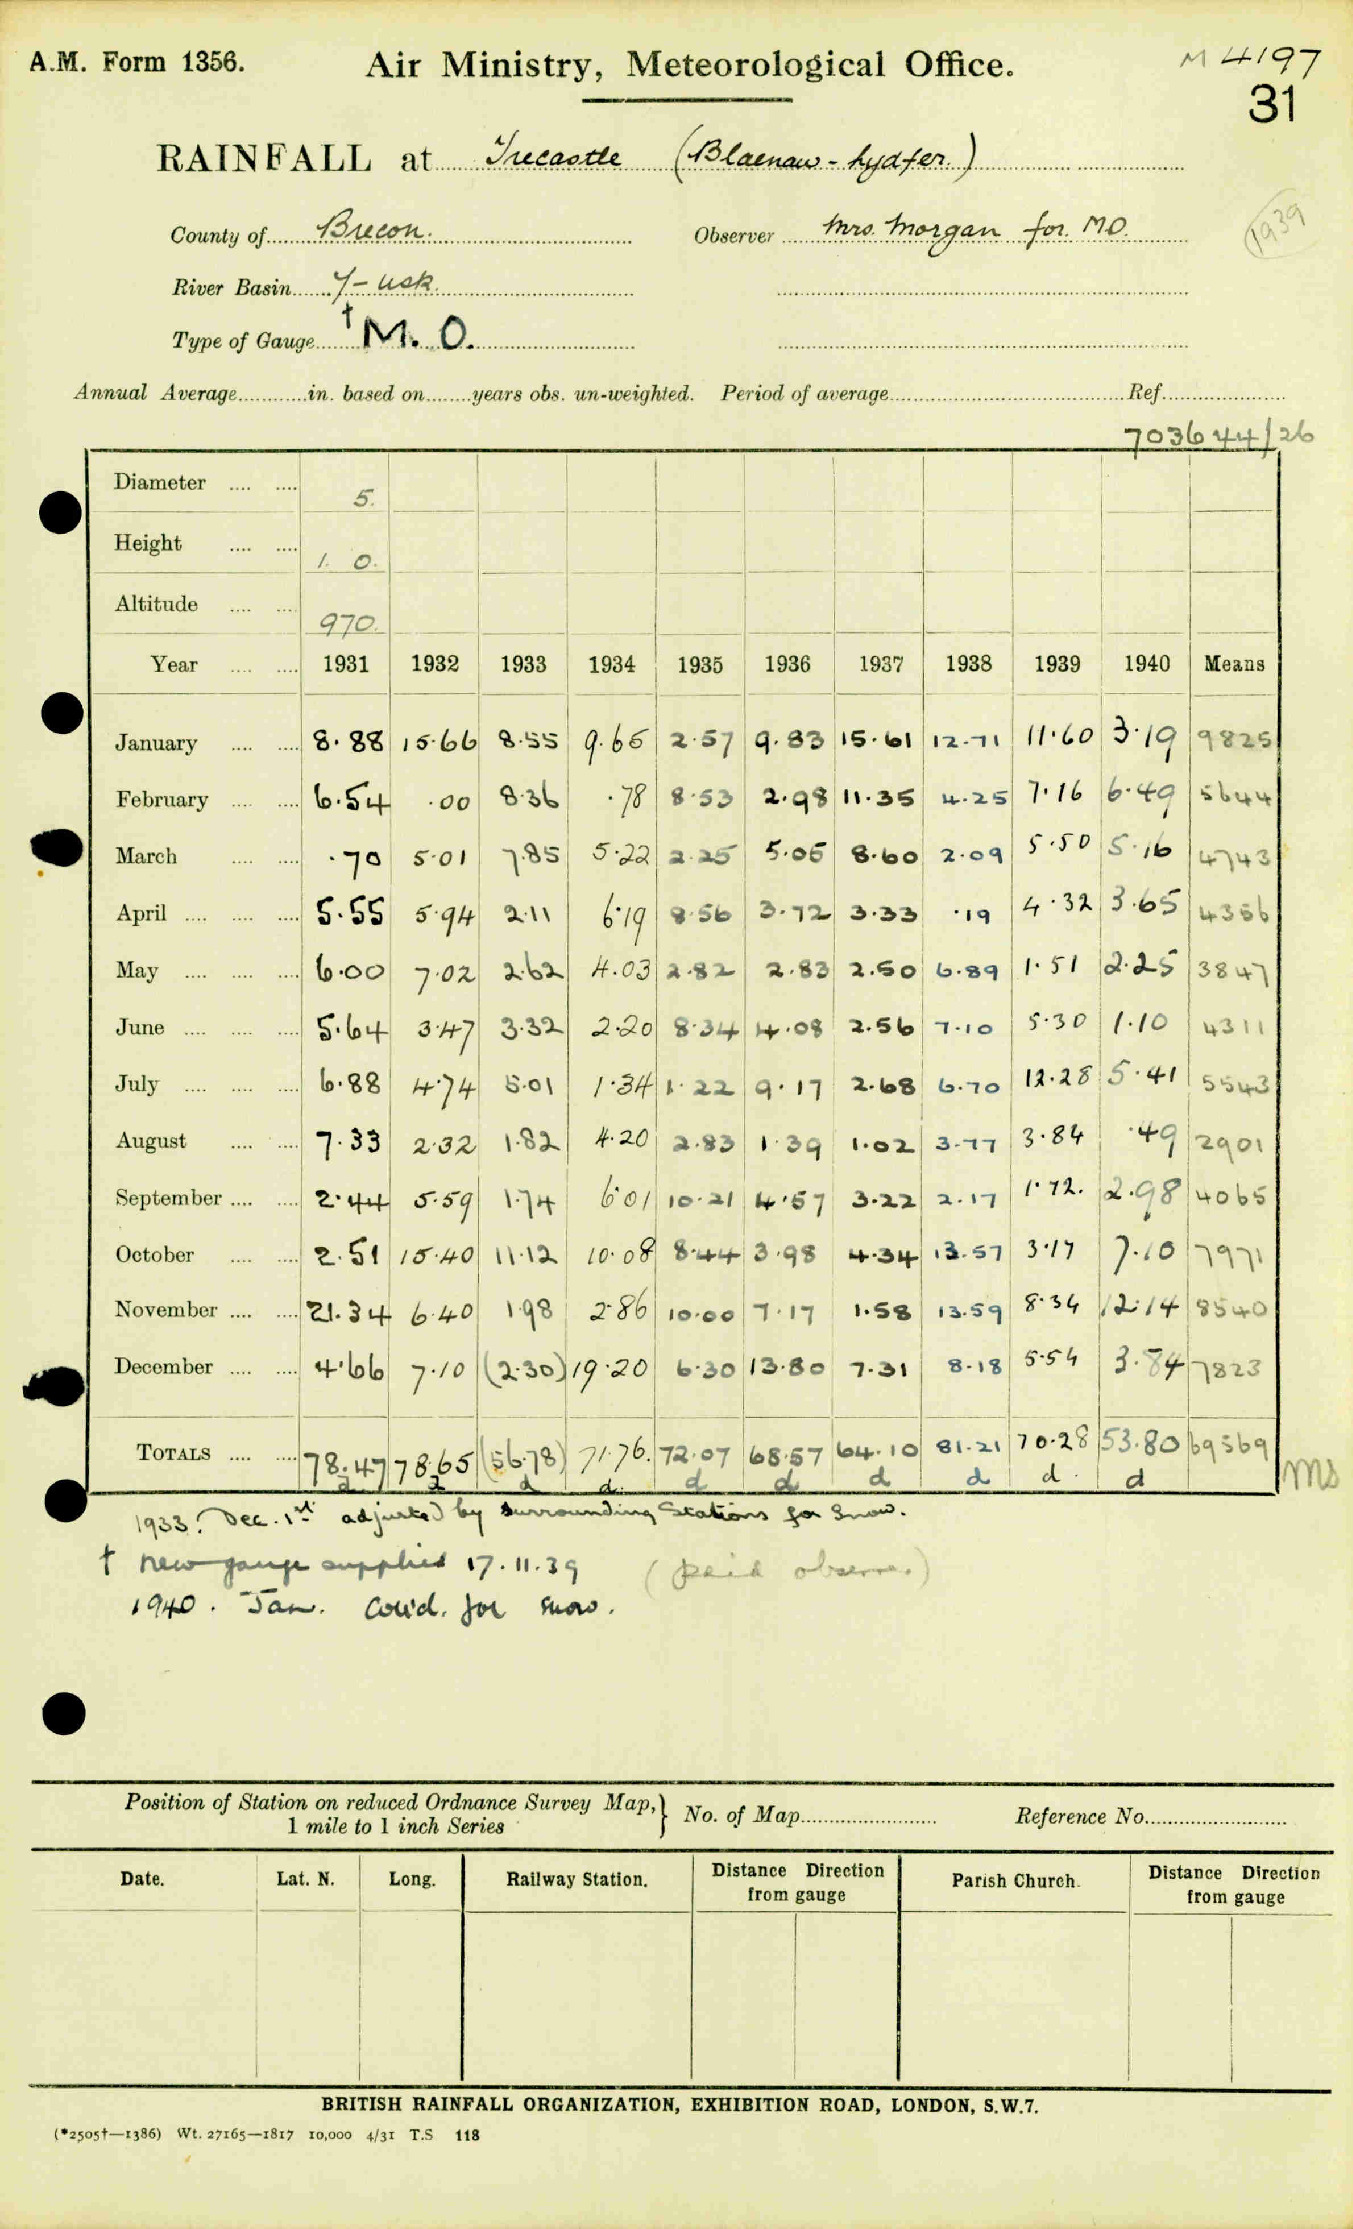 A.M. Form 1356. Air Ministry, Meteorological Office. M 4197
31
RAINFALL at Trecastle (Blaenau-hydfer.)
County of Brecon. Observer Mrs. Morgan for MO. 1939
River Basin Y-Usk.
Type of Gauge † M. O.
Annual Average in. based on years obs. un-weighted. Period of average Ref.
703644/26
Diameter 5.
Height 1. 0.
Altitude 970.
Year 1931 1932 1933 1934 1935 1936 1937 1938 1939 1940 Means
January 8.88 15.66 8.55 9.65 2.57 9.83 15.61 12.71 11.60 3.19 9825
February 6.54 .00 8.36 .78 8.53 2.98 11.35 4.25 7.16 6.49 5644
March .70 5.01 7.85 5.22 2.25 5.05 8.60 2.09 5.50 5.16 4743
April 5.55 5.94 2.11 6.19 8.56 3.72 3.33 .19 4.32 3.65 4356
May 6.00 7.02 2.62 4.03 2.82 2.83 2.50 6.89 1.51 2.25 3847
June 5.64 3.47 3.32 2.20 8.34 4.08 2.56 7.10 5.30 1.10 4311
July 6.88 4.74 5.01 1.34 1.22 9.17 2.68 6.70 12.28 5.41 5543
August 7.33 2.32 1.82 4.20 2.83 1.39 1.02 3.77 3.84 .49 2901
September 2.44 5.59 1.74 6.01 10.21 4.57 3.22 2.17 1.72. 2.98 4065
October 2.51 15.40 11.12 10.08 8.44 3.98 4.34 13.57 3.17 7.10 7971
November 21.34 6.40 1.98 2.86 10.00 7.17 1.58 13.59 8.34 12.14 8540
December 4.66 7.10 (2.30) 19.20 6.30 13.80 7.31 8.18 5.54 3.84 7823
TOTALS 78.47 78.65 (56.78) 71.76. 72.07 68.57 64.10 81.21 70.28 53.80 69569
d d d d. d d d d d d Ms
1933. Dec. 1st adjusted by surrounding Stations for Snow.
† new gauge supplied 17.11.39 (paid observer.)
1940. Jan. Cor'd. for snow.
Position of Station on reduced Ordnance Survey Map, } No. of Map Reference No.
1 mile to 1 inch Series
Date. Lat. N. Long. Railway Station. Distance Direction from gauge Parish Church. Distance Direction from gauge
BRITISH RAINFALL ORGANIZATION, EXHIBITION ROAD, LONDON, S.W.7.
(*2505†—1386) Wt. 27165—1817 10,000 4/31 T.S 118